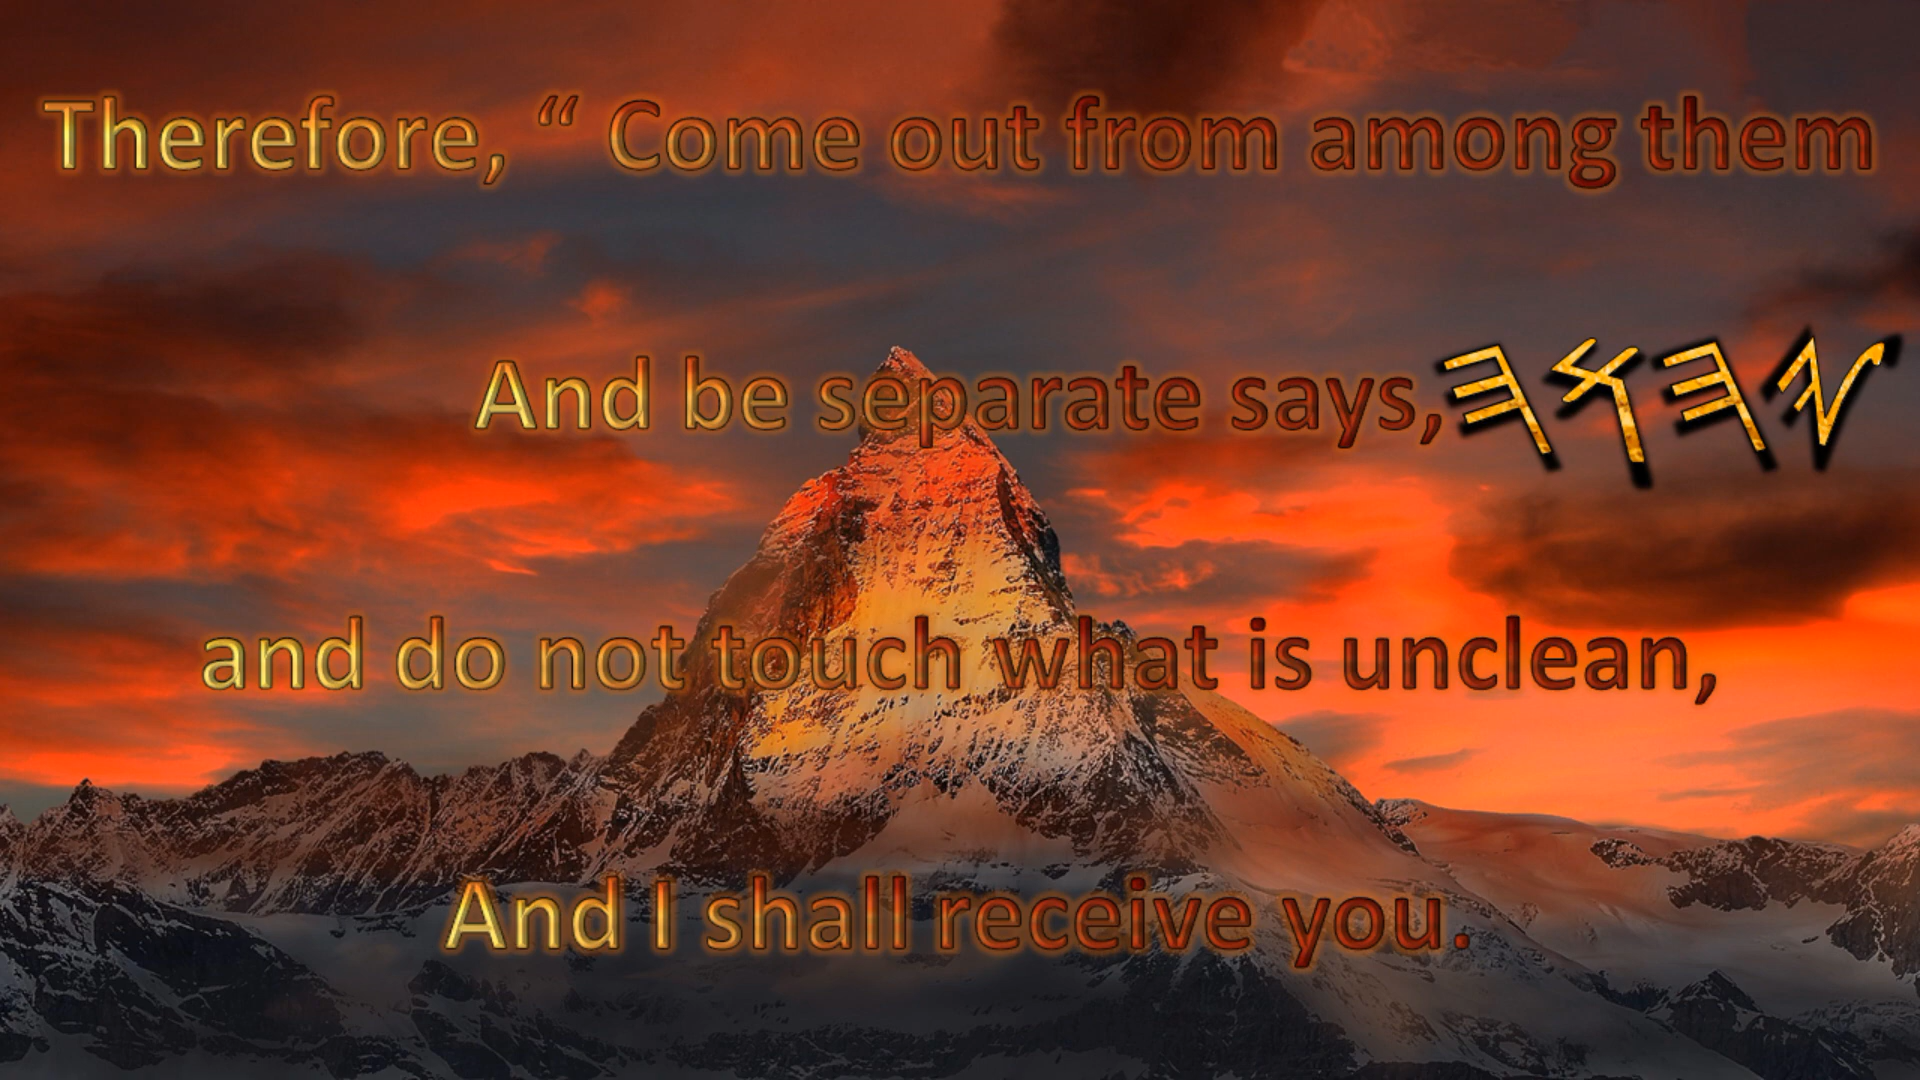 Therefore, “ Come out from among them
And be separate says, 𐤉𐤄𐤅𐤄
and do not touch what is unclean,
And I shall receive you.